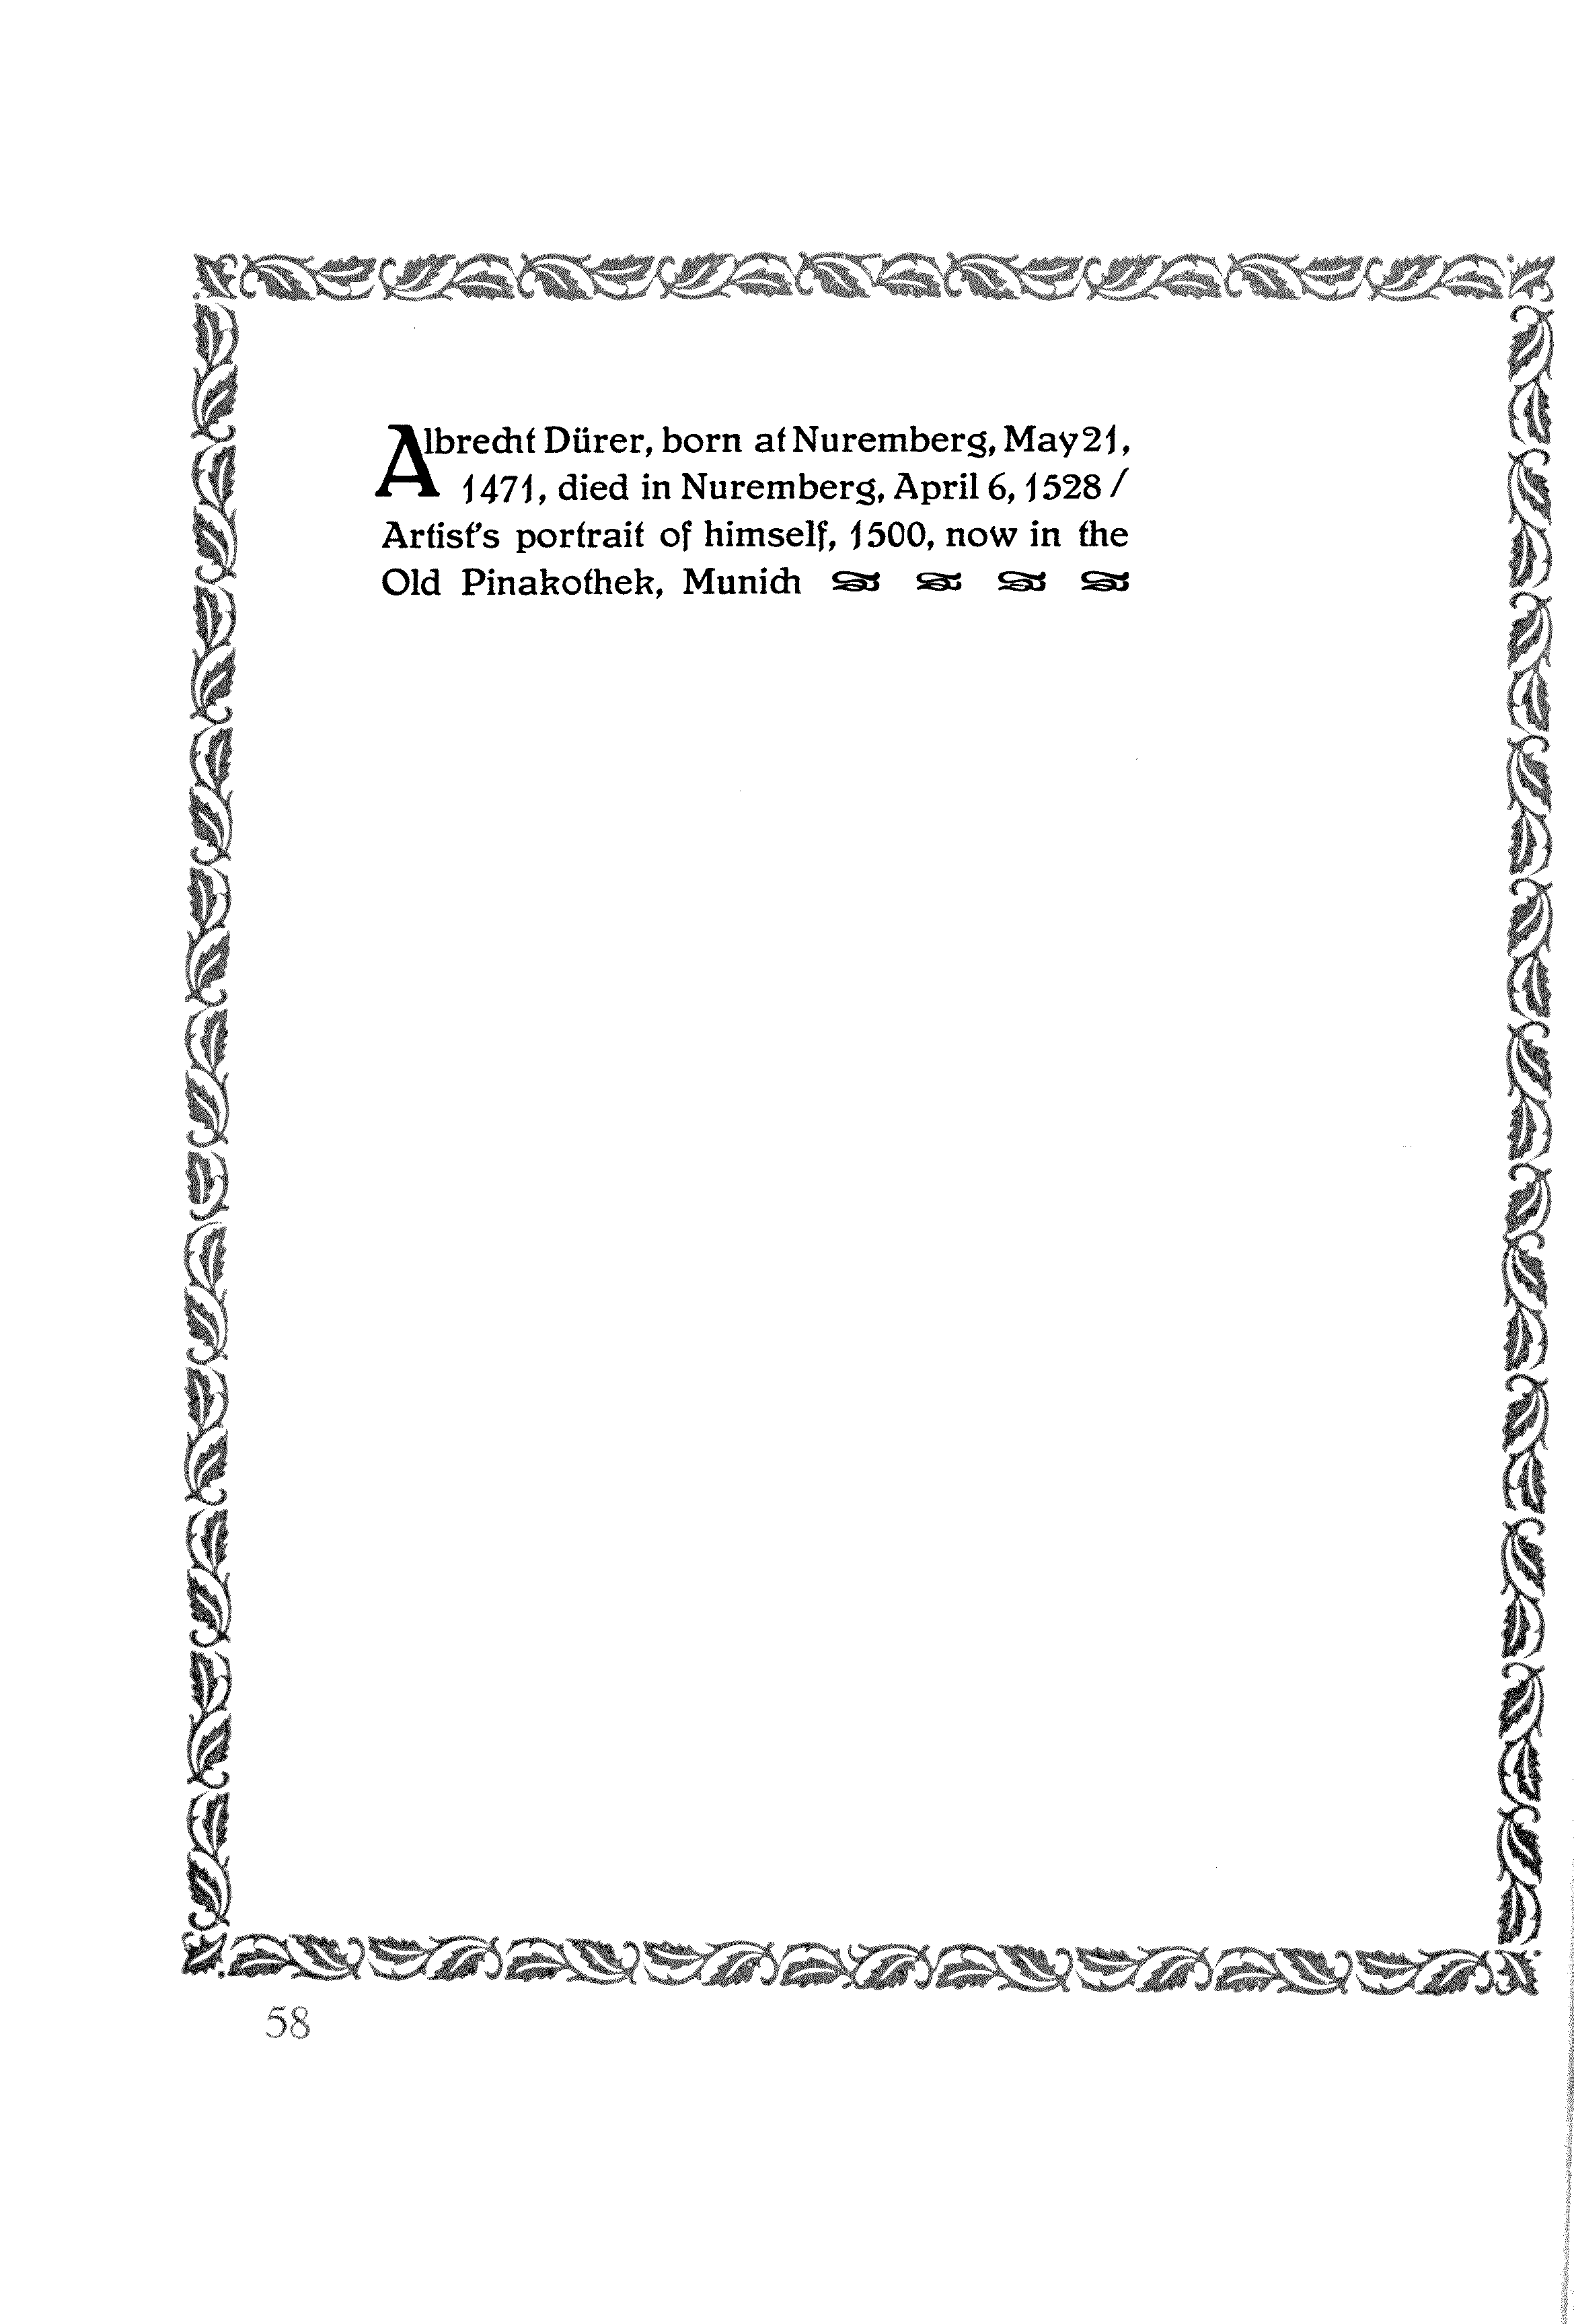 Albrecht Dürer, born at Nuremberg, May 21,
1471, died in Nuremberg, April 6, 1528 /
Artist's portrait of himself, 1500, now in the
Old Pinakothek, Munich
58